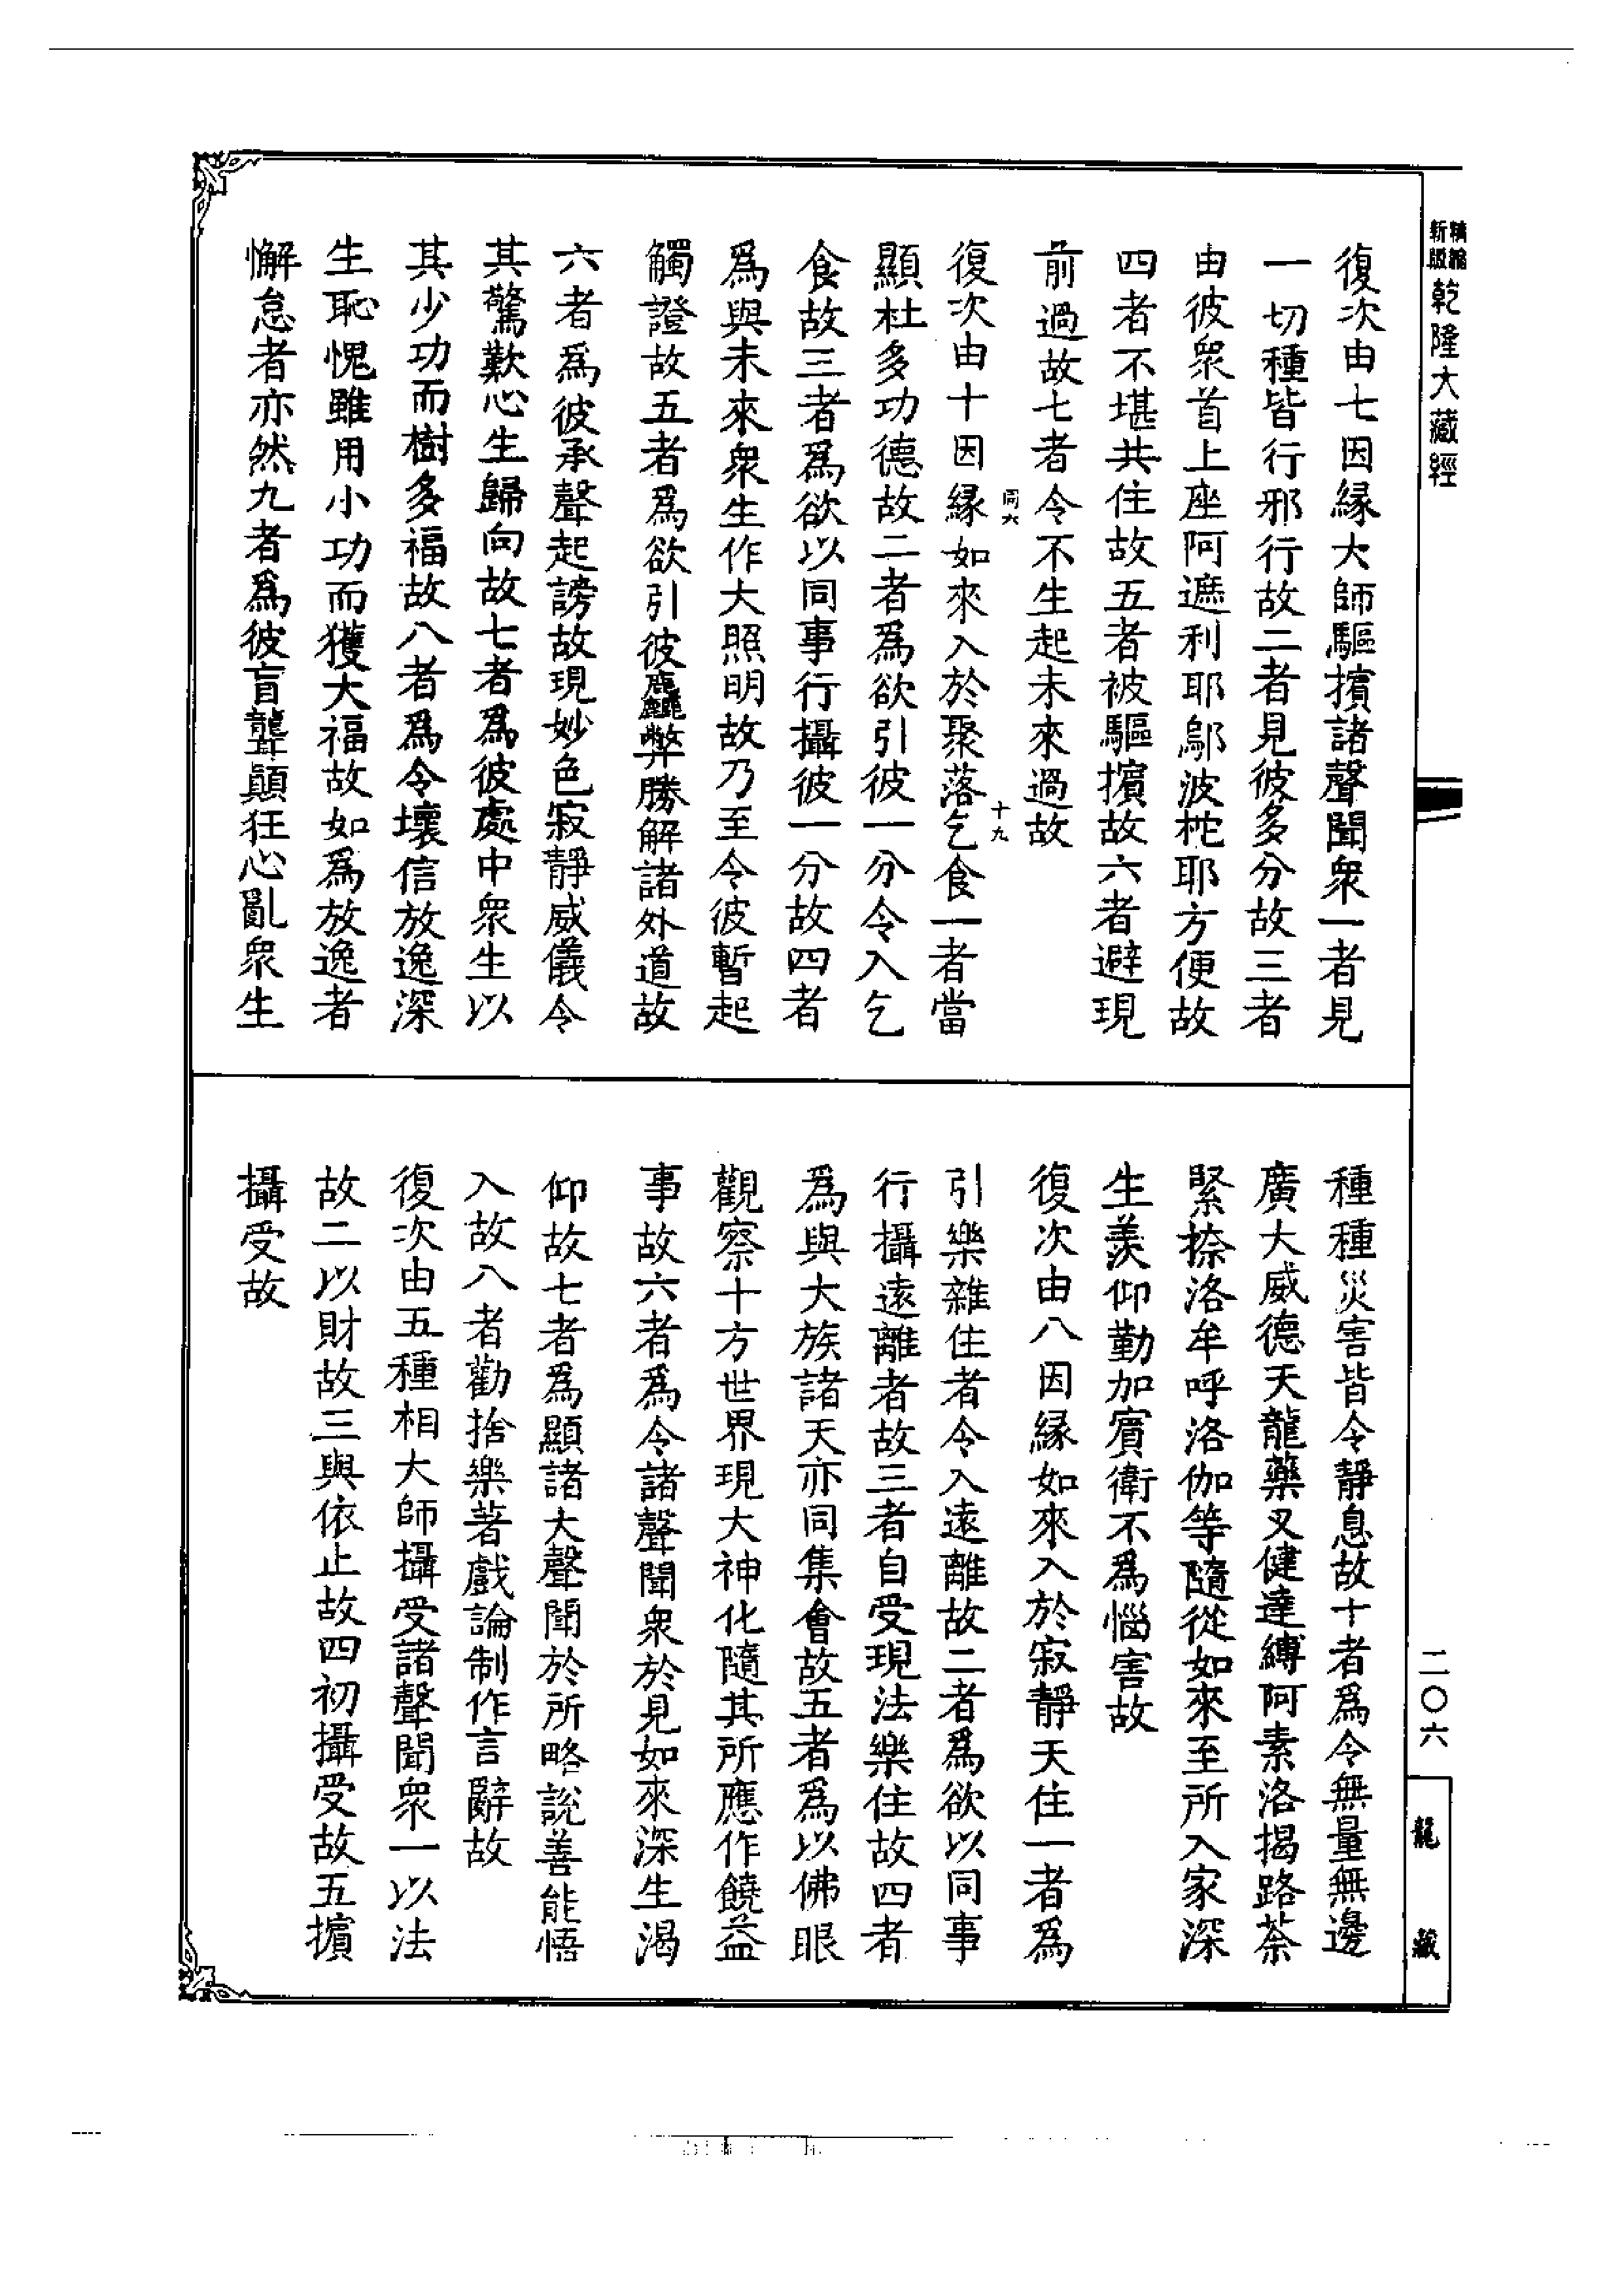 精縮新版乾隆大藏經
復次由七因緣大師驅擯諸聲聞衆一者見
一切種皆行邪行故二者見彼多分故三者
由彼衆首上座阿遮利耶鄔波柁耶方便故
四者不堪共住故五者被驅擯故六者避現
前過故七者令不生起未來過故
同六 十九
復次由十因緣如來入於聚落乞食一者當
顯杜多功德故二者爲欲引彼一分令入乞
食故三者爲欲以同事行攝彼一分故四者
爲與未來衆生作大照明故乃至令彼暫起
觸證故五者爲欲引彼麤弊勝解諸外道故
六者爲彼承聲起謗故現妙色寂靜威儀令
其驚歎心生歸向故七者爲彼處中衆生以
其少功而樹多福故八者爲令壞信放逸深
生恥愧雖用小功而獲大福故如爲放逸者
懈怠者亦然九者爲彼盲聾顛狂心亂衆生
種種災害皆令靜息故十者爲令無量無邊
廣大威德天龍藥叉健達縛阿素洛揭路荼
緊捺洛牟呼洛伽等隨從如來至所入家深
生羨仰勤加賓衛不爲惱害故
復次由八因緣如來入於寂靜天住一者爲
引樂雜住者令入遠離故二者爲欲以同事
行攝遠離者故三者自受現法樂住故四者
爲與大族諸天亦同集會故五者爲以佛眼
觀察十方世界現大神化隨其所應作饒益
事故六者爲令諸聲聞衆於見如來深生渴
仰故七者爲顯諸大聲聞於所略說善能悟
入故八者勸捨樂著戲論制作言辭故
復次由五種相大師攝受諸聲聞衆一以法
故二以財故三與依止故四初攝受故五擯
攝受故
二〇六
龍藏